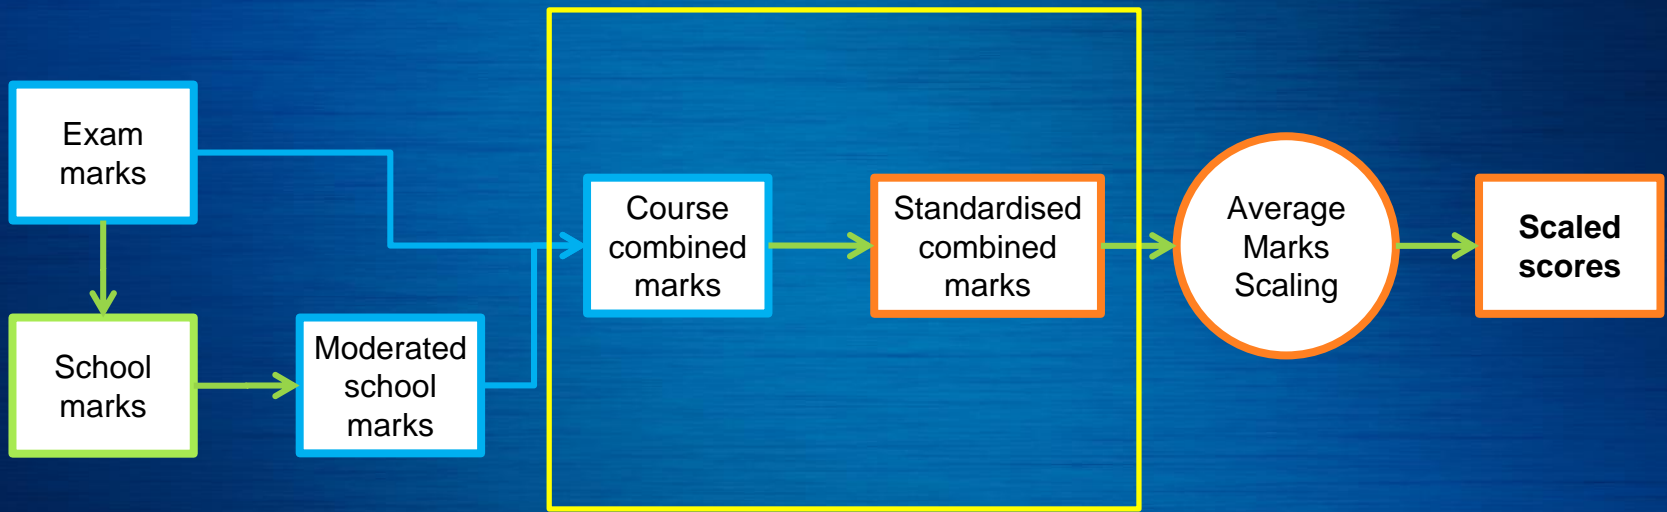 Exam
marks
School
marks
Moderated
school
marks
Course
combined
marks
Standardised
combined
marks
Average
Marks
Scaling
Scaled
scores